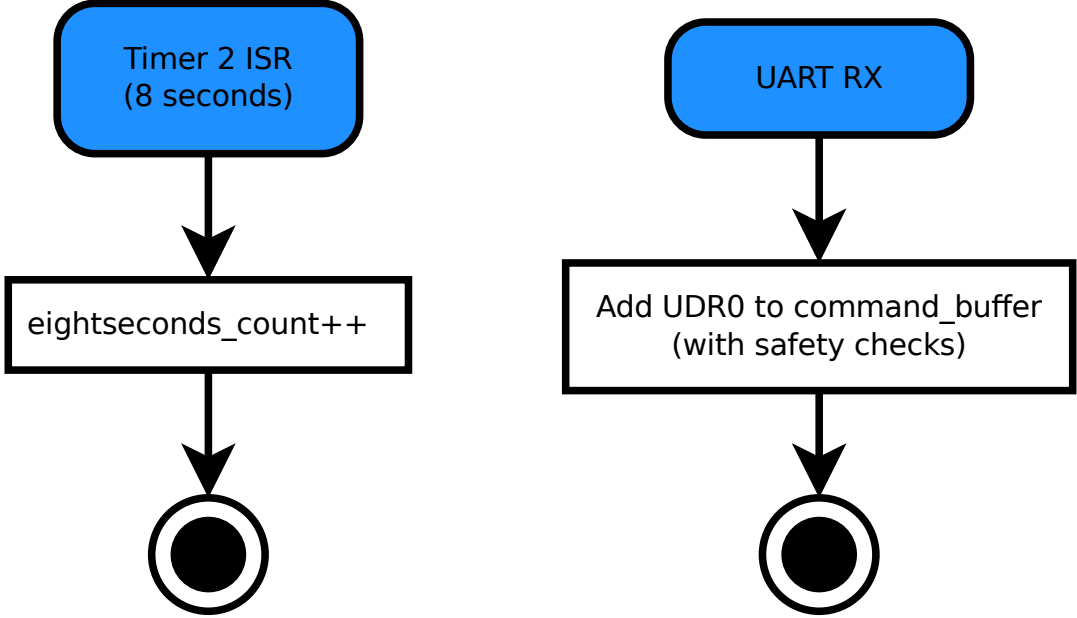 Timer 2 ISR
(8 seconds)
eightseconds_count++
UART RX
Add UDR0 to command_buffer
(with safety checks)